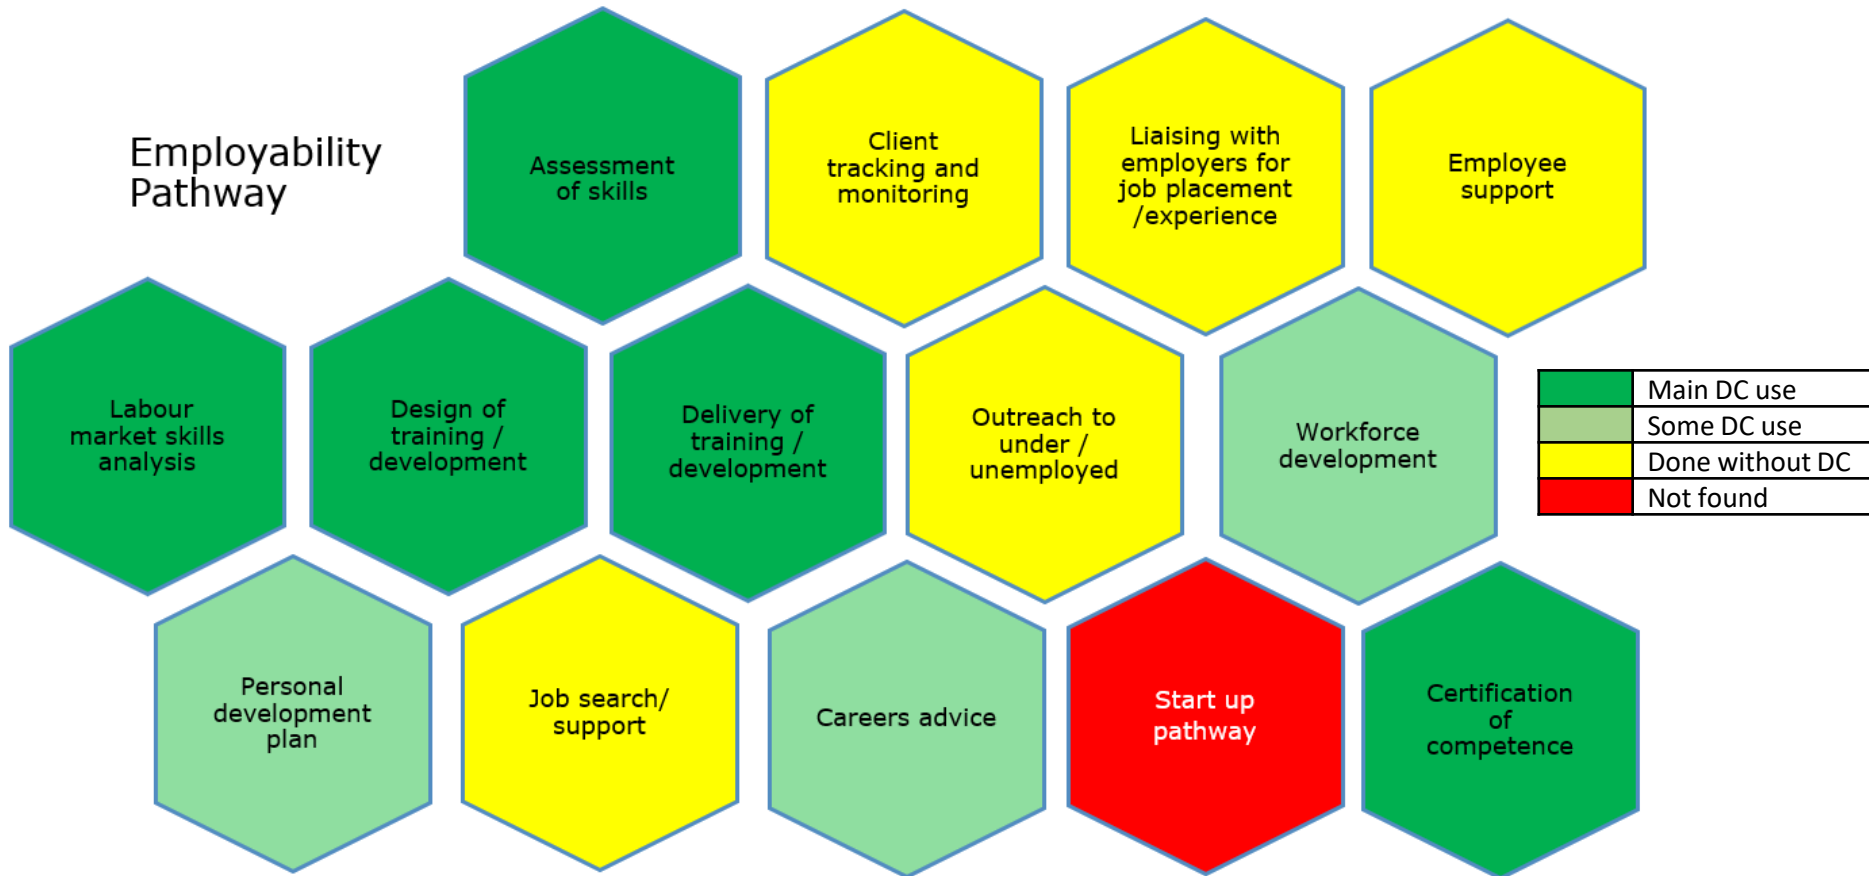 Employability
Pathway
Assessment
of skills
Client
tracking and
monitoring
Liaising with
employers for
job placement
/experience
Employee
support
Labour
market skills
analysis
Design of
training /
development
Delivery of
training /
development
Outreach to
under /
unemployed
Workforce
development
Main DC use
Some DC use
Done without DC
Not found
Personal
development
plan
Job search/
support
Careers advice
Start up
pathway
Certification
of
competence